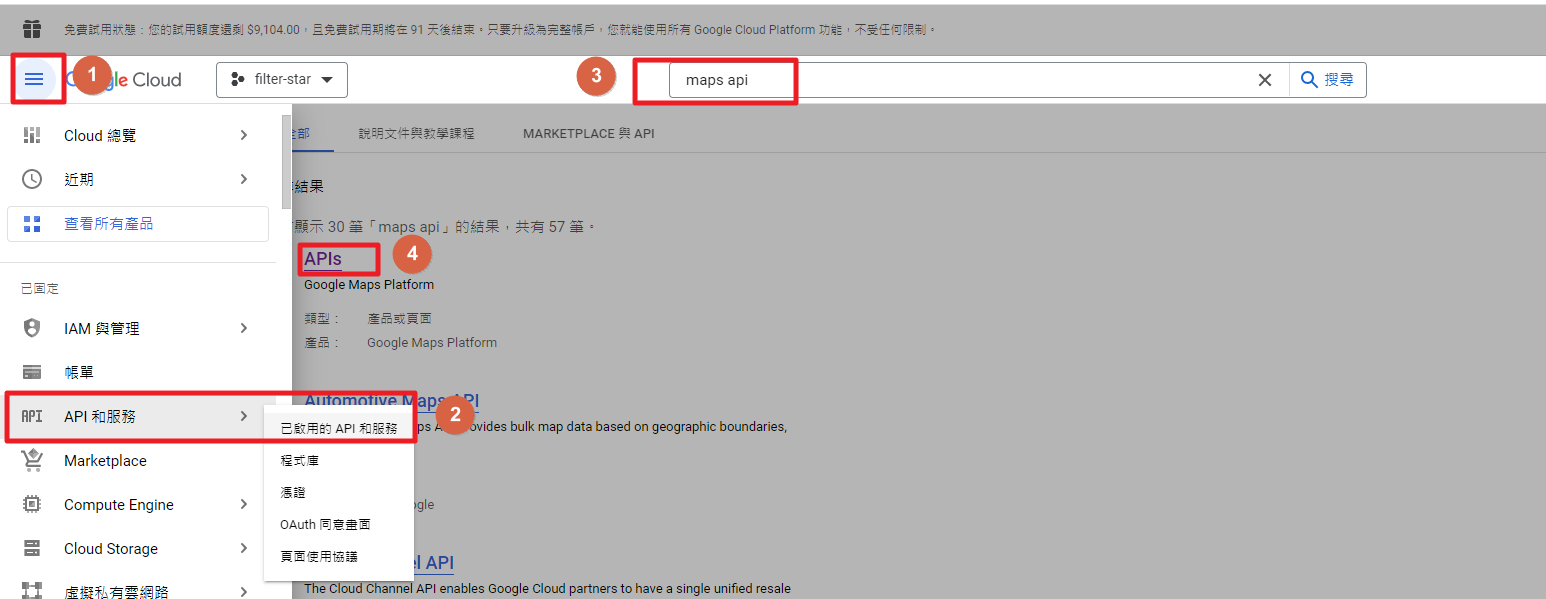 免費試用狀態：您的試用額度還剩 $9,104.00，且免費試用期將在 91 天後結束。只要升級為完整帳戶，您就能使用所有 Google Cloud Platform 功能，不受任何限制。
1
gle Cloud
filter-star
3
maps api
搜尋
Cloud 總覽
全部
說明文件與教學課程
MARKETPLACE 與 API
近期
結果
查看所有產品
顯示 30 筆「maps api」的結果，共有 57 筆。
APIs
4
Google Maps Platform
已固定
類型：
產品或頁面
IAM 與管理
產品：
Google Maps Platform
帳單
Automotive Maps API
API
API 和服務
2
已啟用的 API 和服務
ps A
ovides bulk map data based on geographic boundaries,
Marketplace
程式庫
憑證
Compute Engine
ogle
OAuth 同意畫面
Cloud Storage
頁面使用協議
l API
虛擬私有雲網路
The Cloud Channel API enables Google Cloud partners to have a single unified resale